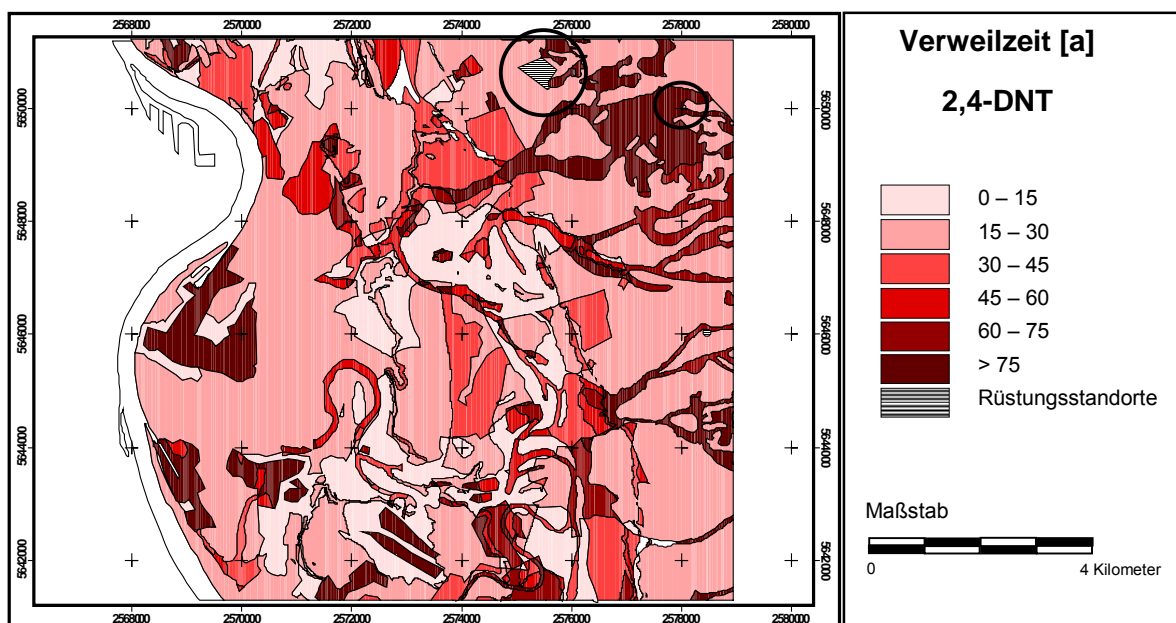 2568000 2570000 2572000 2574000 2576000 2578000 2580000
5650000 5650000
5648000 5648000
5646000 5646000
5644000 5644000
5642000 5642000
2568000 2570000 2572000 2574000 2576000 2578000 2580000
Verweilzeit [a]
2,4-DNT
0 – 15
15 – 30
30 – 45
45 – 60
60 – 75
> 75
Rüstungsstandorte
Maßstab
0 4 Kilometer